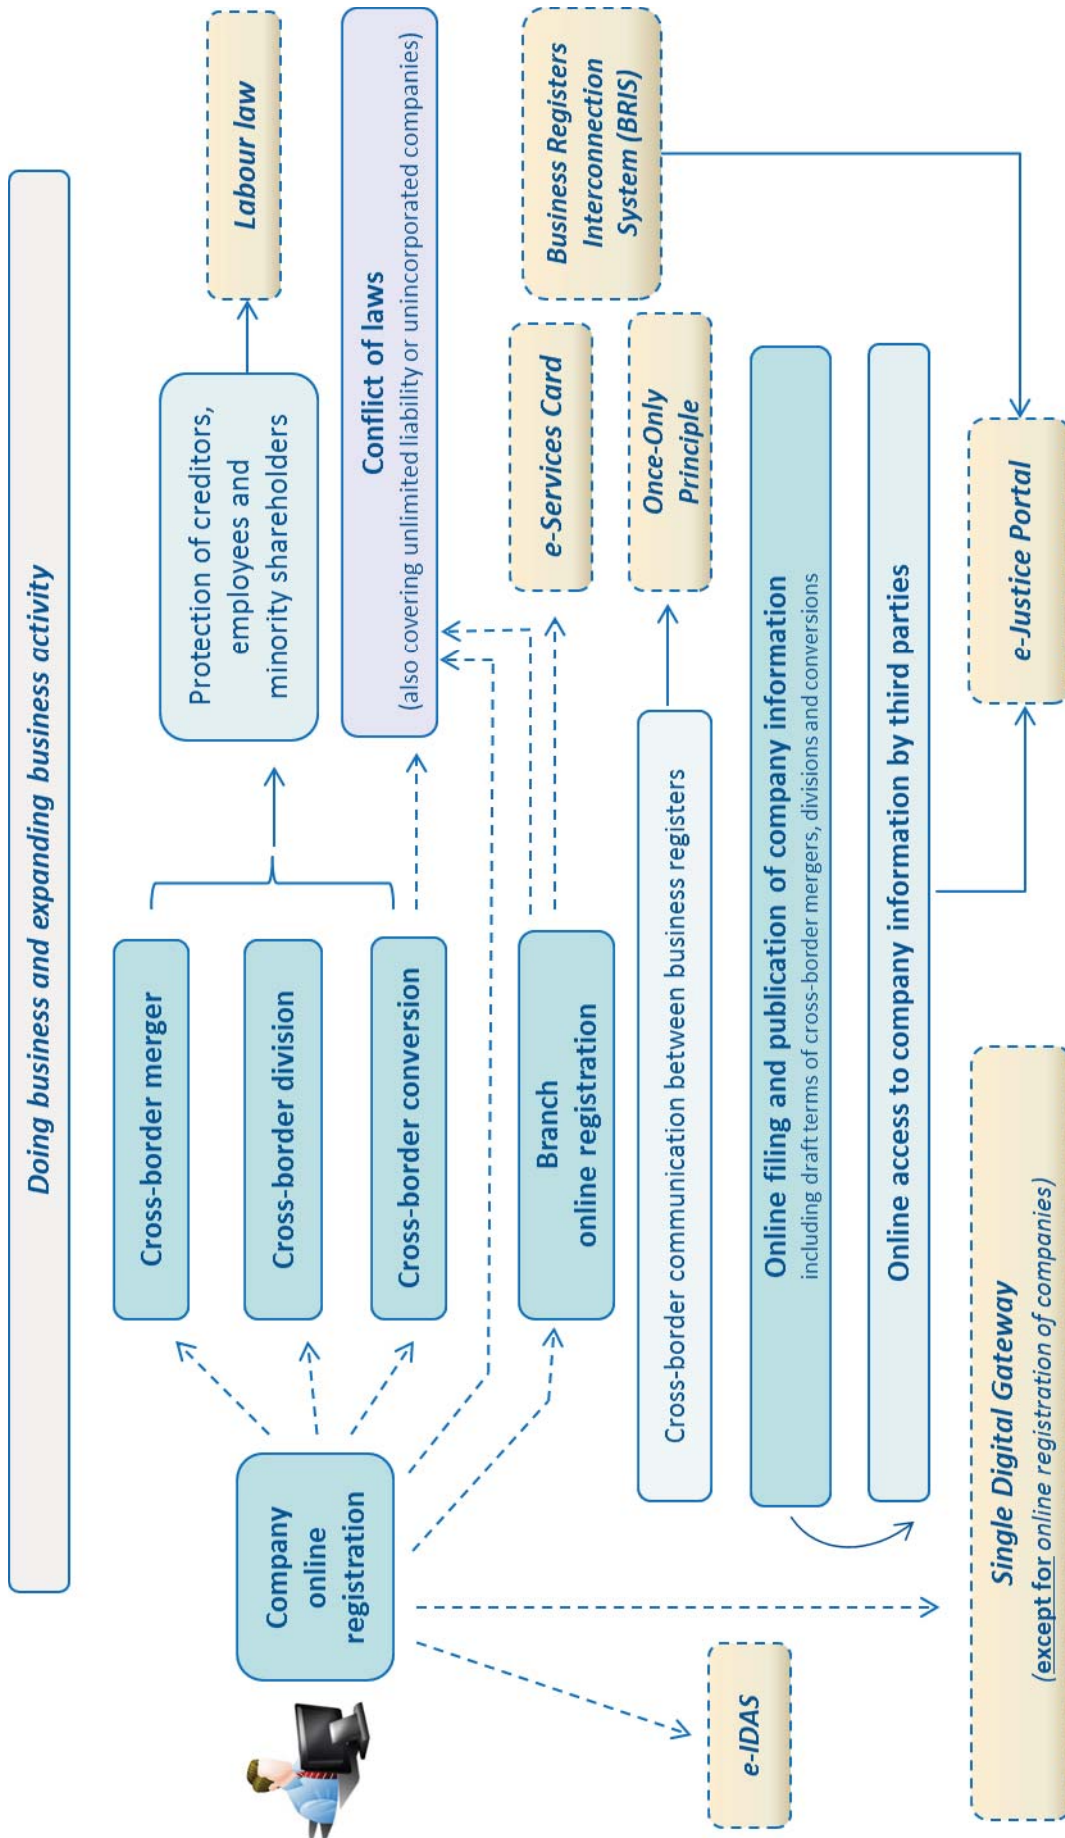 Doing business and expanding business activity
Company
online
registration
Cross-border merger
Cross-border division
Cross-border conversion
Protection of creditors,
employees and
minority shareholders
Labour law
Conflict of laws
(also covering unlimited liability or unincorporated companies)
Branch
online registration
e-Services Card
Business Registers
Interconnection
System (BRIS)
Cross-border communication between business registers
Once-Only
Principle
Online filing and publication of company information
including draft terms of cross-border mergers, divisions and conversions
Online access to company information by third parties
e-IDAS
Single Digital Gateway
(except for online registration of companies)
e-Justice Portal